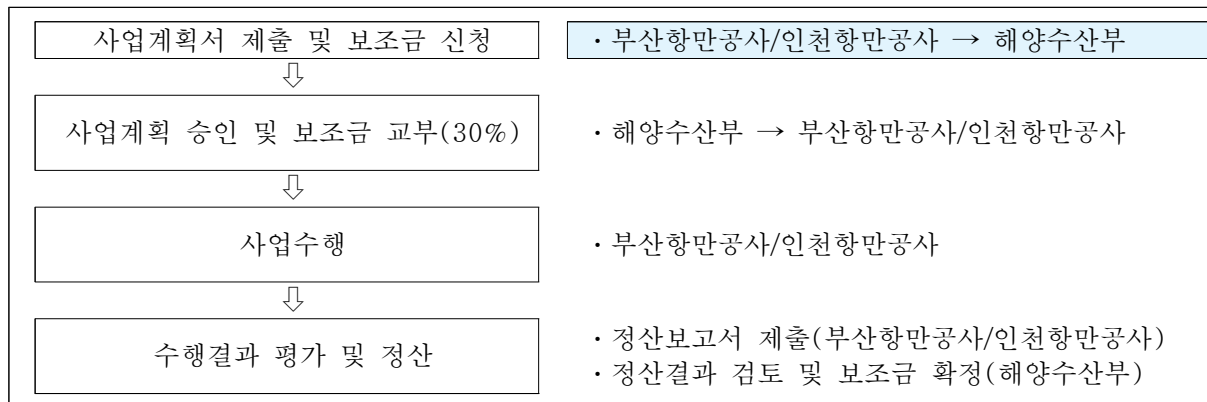 사업계획서 제출 및 보조금 신청
· 부산항만공사/인천항만공사 → 해양수산부
⇩
사업계획 승인 및 보조금 교부(30%)
· 해양수산부 → 부산항만공사/인천항만공사
⇩
사업수행
· 부산항만공사/인천항만공사
⇩
수행결과 평가 및 정산
· 정산보고서 제출(부산항만공사/인천항만공사)
· 정산결과 검토 및 보조금 확정(해양수산부)